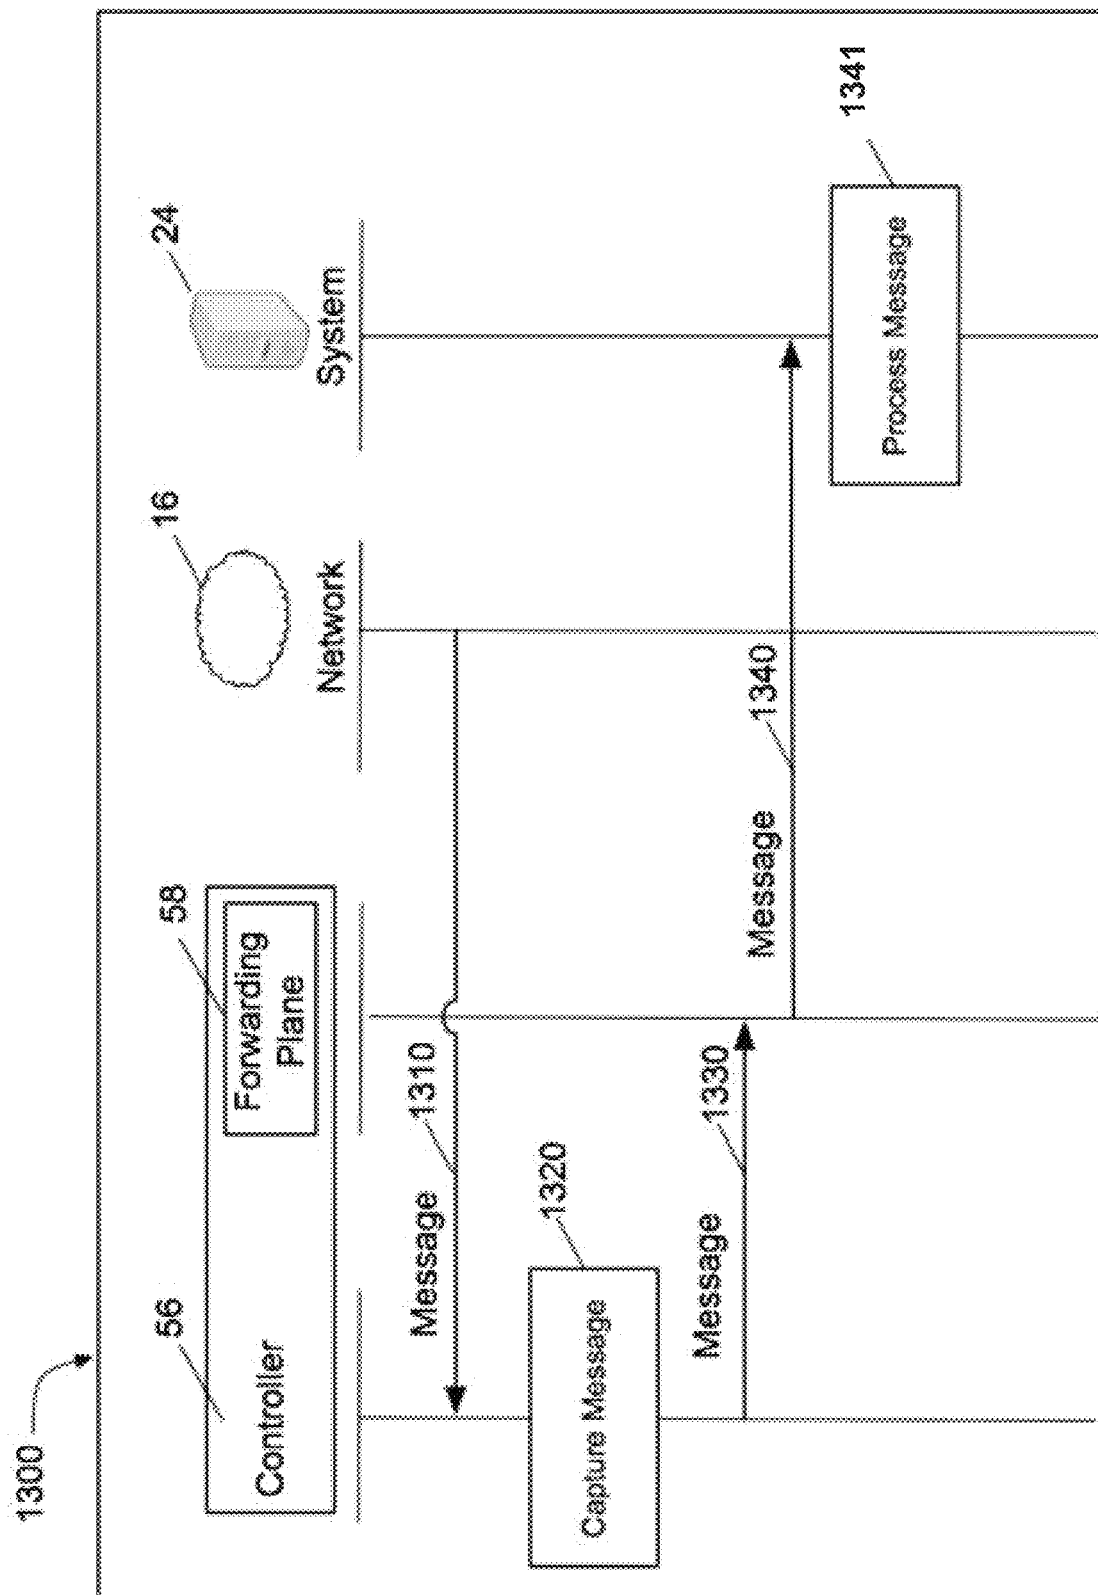 1300
56
58
16
24
Controller
Forwarding
Plane
Network
System
Message
1310
Capture Message
1320
Message
1330
Message
1340
Process Message
1341